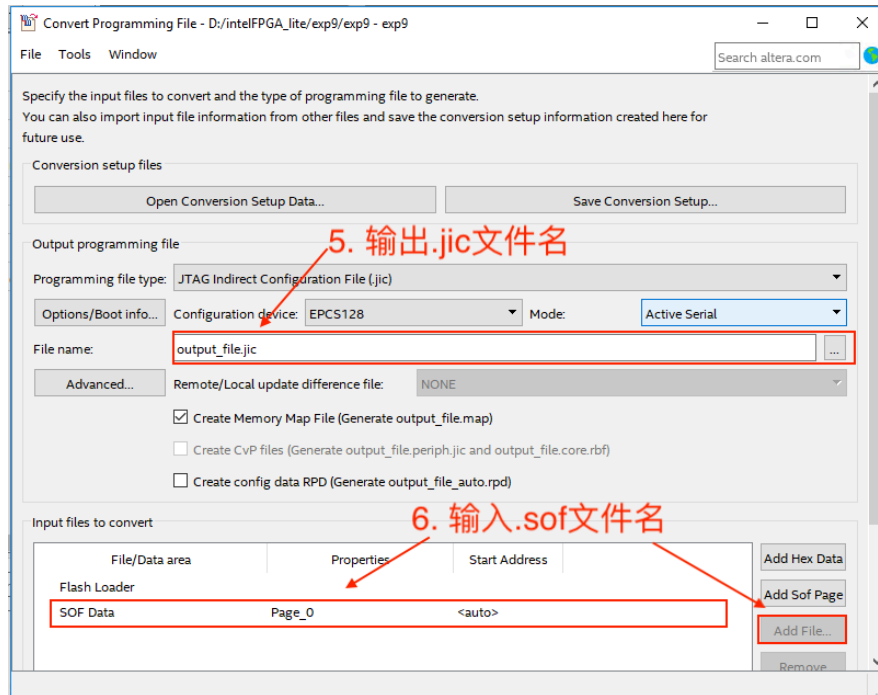 Convert Programming File - D:/intelFPGA_lite/exp9/exp9 - exp9
File Tools Window
Search altera.com
Specify the input files to convert and the type of programming file to generate.
You can also import input file information from other files and save the conversion setup information created here for
future use.
Conversion setup files
Open Conversion Setup Data... Save Conversion Setup...
Output programming file
5. 输出.jic文件名
Programming file type: JTAG Indirect Configuration File (.jic)
Options/Boot info... Configuration device: EPCS128 Mode: Active Serial
File name: output_file.jic ...
Advanced... Remote/Local update difference file: NONE
Create Memory Map File (Generate output_file.map)
Create CvP files (Generate output_file.periph.jic and output_file.core.rbf)
Create config data RPD (Generate output_file_auto.rpd)
6. 输入.sof文件名
Input files to convert
File/Data area Properties Start Address Add Hex Data
Flash Loader Add Sof Page
SOF Data Page_0 <auto>
Add File...
Remove